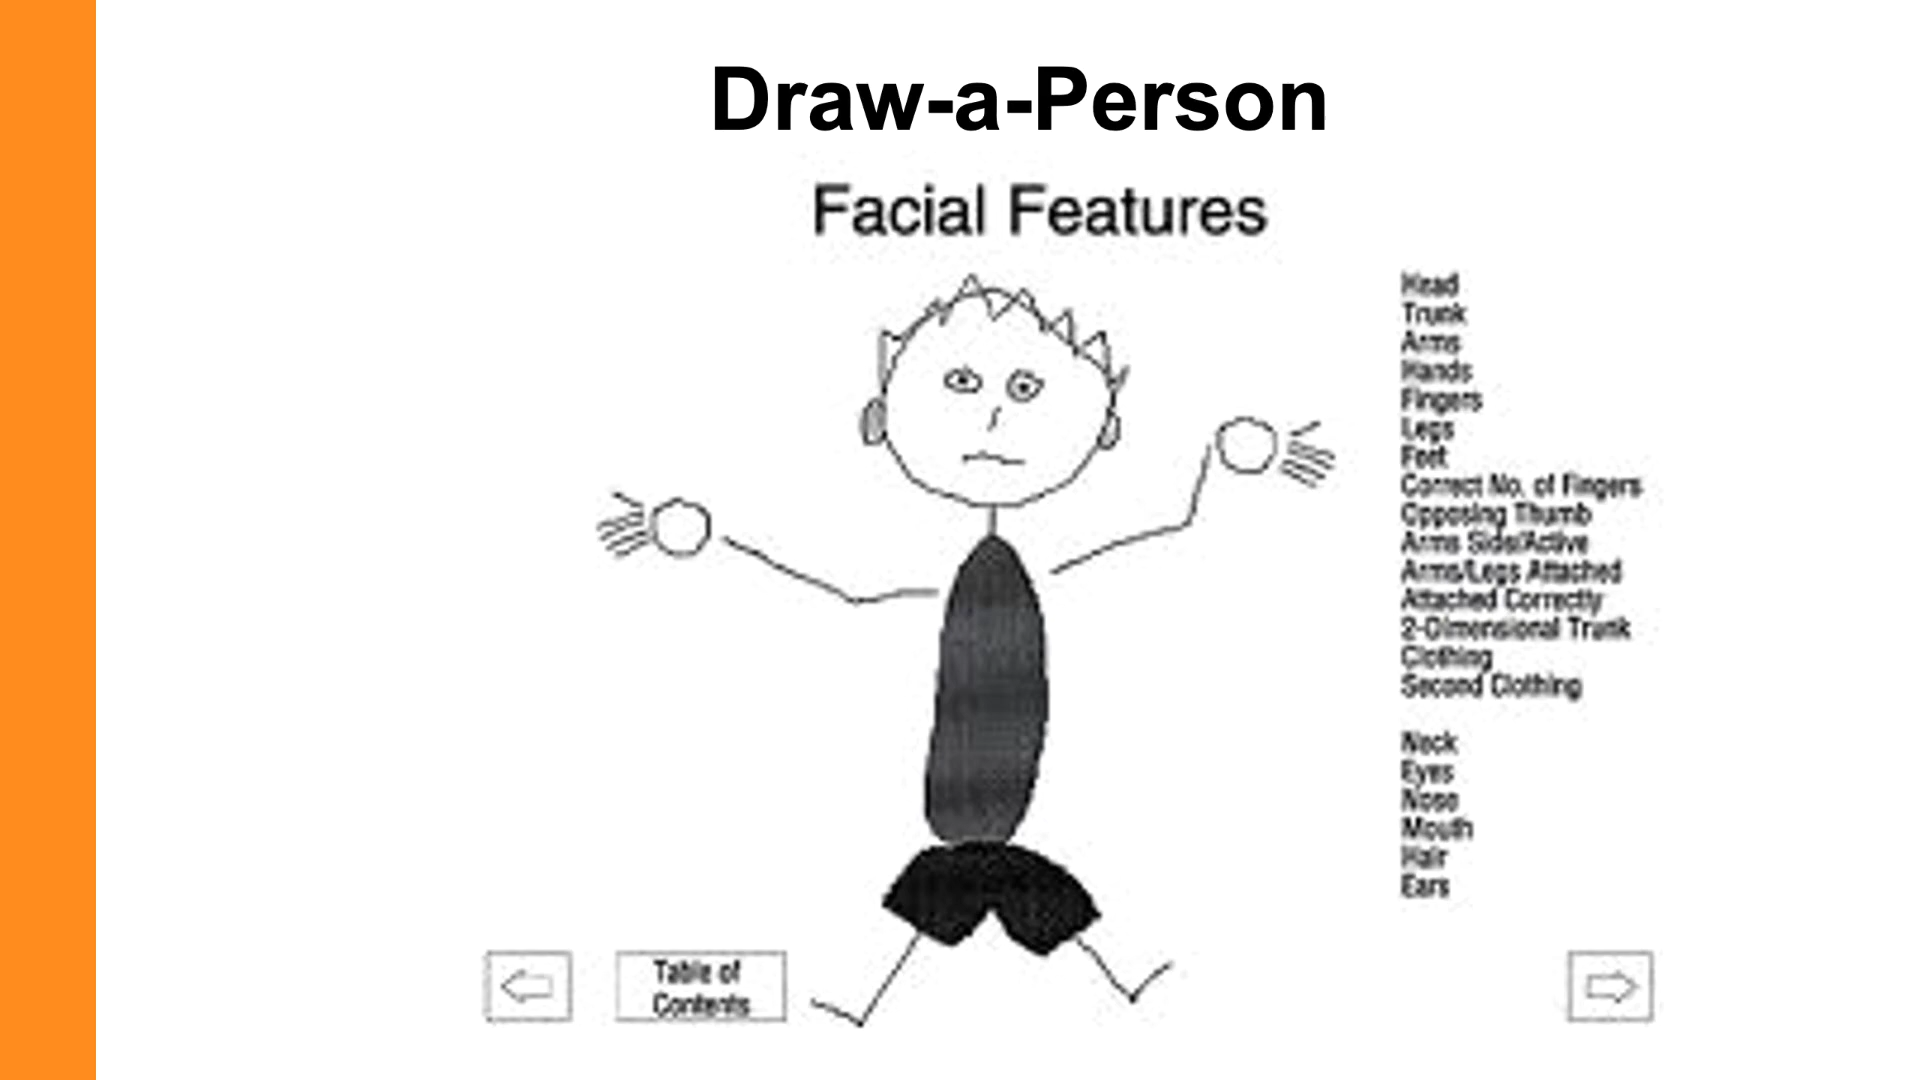 Draw-a-Person
Facial Features
Head
Trunk
Arms
Hands
Fingers
Legs
Feet
Correct No. of Fingers
Opposing Thumb
Arms Side/Active
Arms/Legs Attached
Attached Correctly
2-Dimensional Trunk
Clothing
Second Clothing
Neck
Eyes
Nose
Mouth
Hair
Ears
Table of
Contents